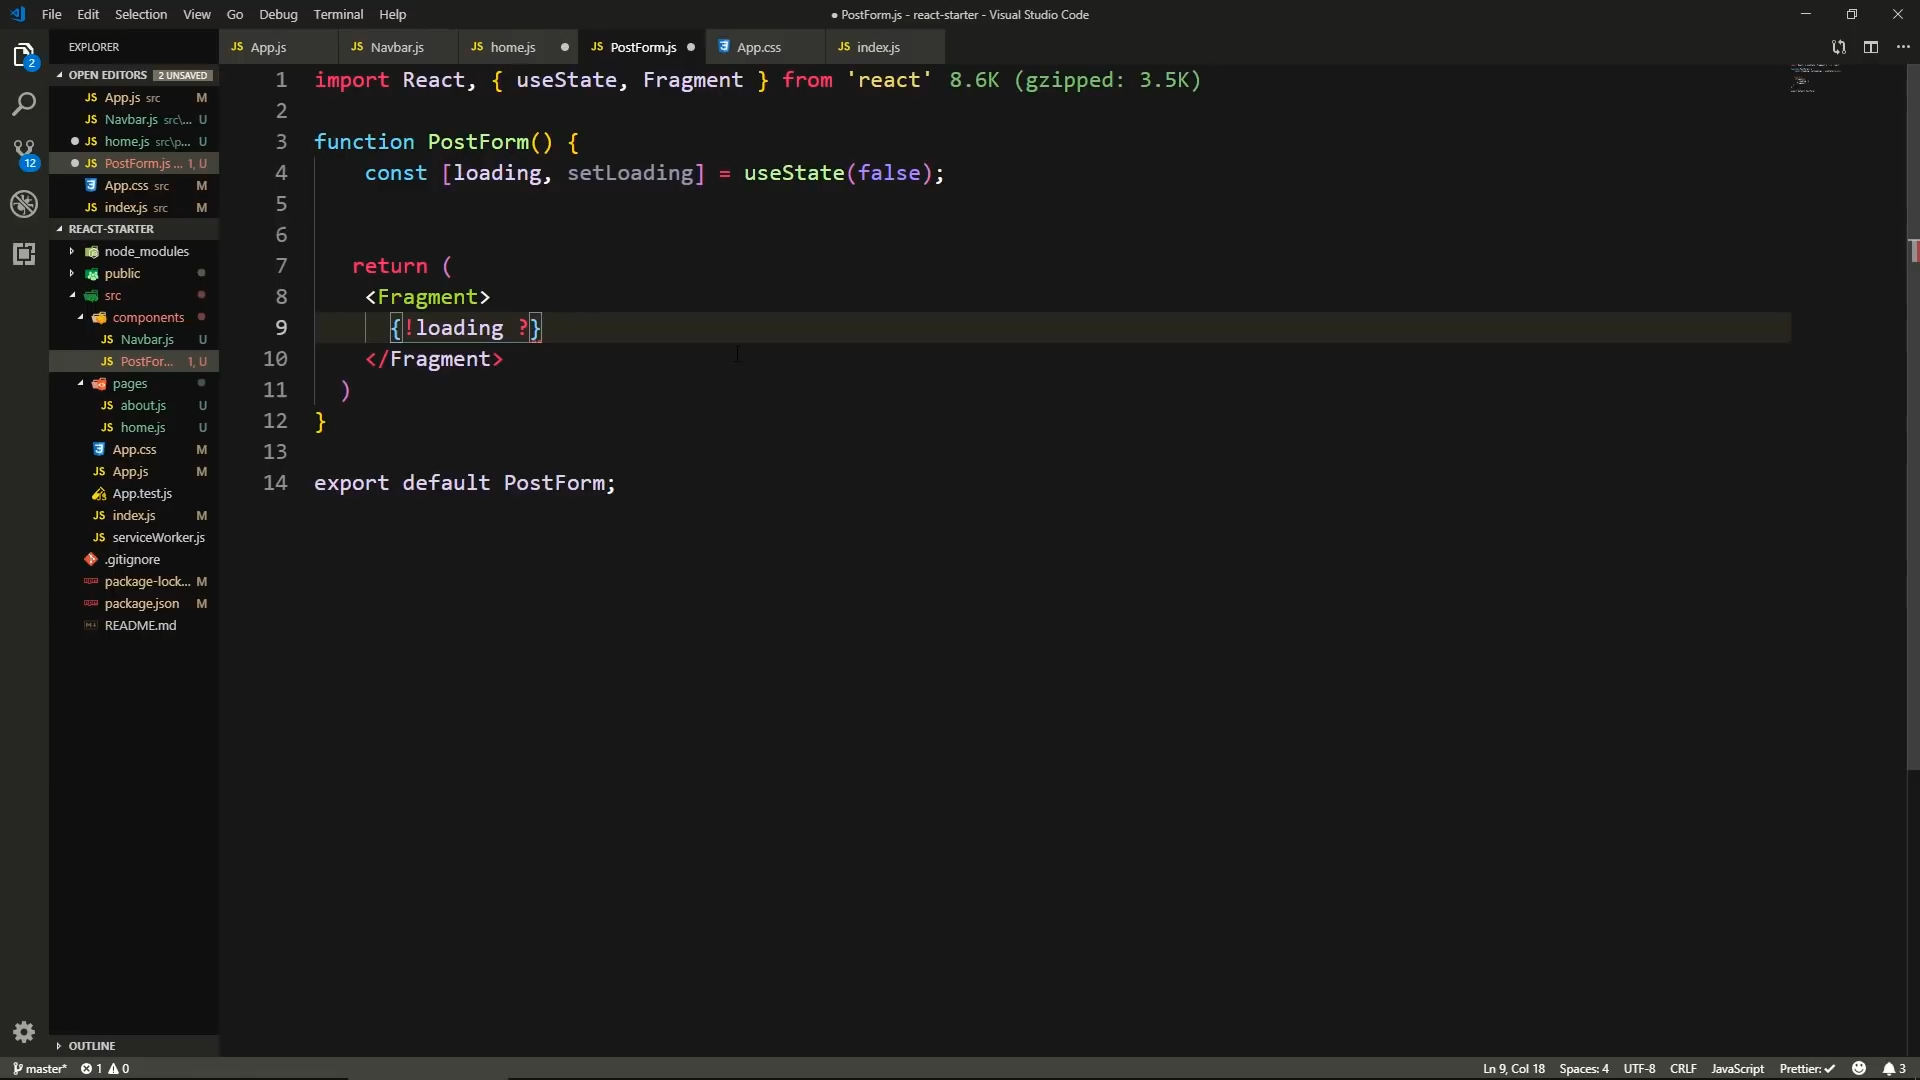 File Edit Selection View Go Debug Terminal Help
● PostForm.js - react-starter - Visual Studio Code
EXPLORER
JS App.js
JS Navbar.js
JS home.js ●
JS PostForm.js ●
App.css
JS index.js
OPEN EDITORS 2 UNSAVED
JS App.js src M
JS Navbar.js src\... U
● JS home.js src\p... U
● JS PostForm.js ... 1, U
App.css src M
JS index.js src M
REACT-STARTER
node_modules
public
src
components
JS Navbar.js U
JS PostFor... 1, U
pages
JS about.js U
JS home.js U
App.css M
JS App.js M
App.test.js
JS index.js M
JS serviceWorker.js
.gitignore
package-lock... M
package.json M
README.md
OUTLINE
2
12
1 import React, { useState, Fragment } from 'react' 8.6K (gzipped: 3.5K)
2
3 function PostForm() {
4 const [loading, setLoading] = useState(false);
5
6
7 return (
8 <Fragment>
9 {!loading ?}
10 </Fragment>
11 )
12 }
13
14 export default PostForm;
master* 1 0
Ln 9, Col 18 Spaces: 4 UTF-8 CRLF JavaScript Prettier: ✓ 3